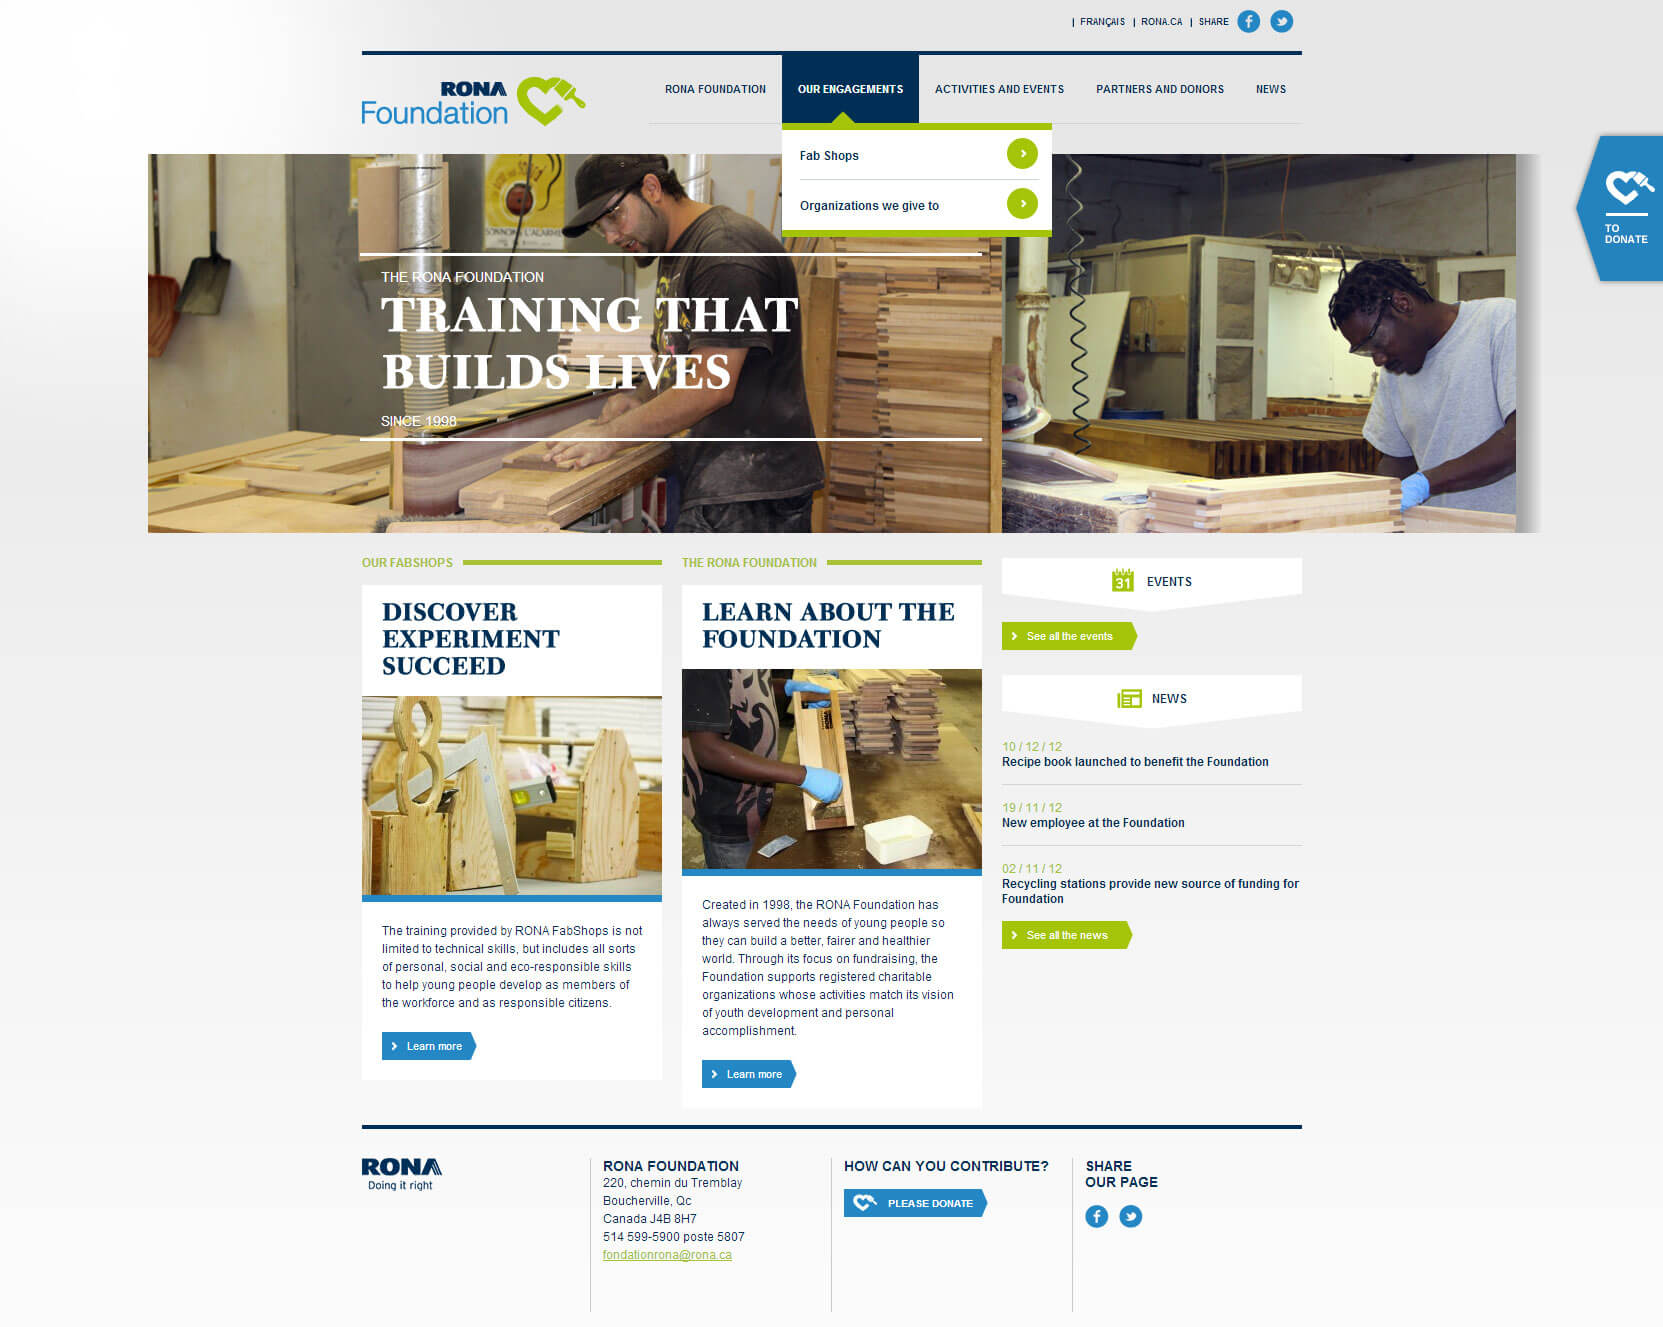 FRANÇAIS | RONA.CA | SHARE
RONA
Foundation
RONA FOUNDATION
OUR ENGAGEMENTS
ACTIVITIES AND EVENTS
PARTNERS AND DONORS
NEWS
Fab Shops
Organizations we give to
TO
DONATE
THE RONA FOUNDATION
TRAINING THAT
BUILDS LIVES
SINCE 1998
OUR FABSHOPS
DISCOVER
EXPERIMENT
SUCCEED
The training provided by RONA FabShops is not
limited to technical skills, but includes all sorts
of personal, social and eco-responsible skills
to help young people develop as members of
the workforce and as responsible citizens.
Learn more
THE RONA FOUNDATION
LEARN ABOUT THE
FOUNDATION
Created in 1998, the RONA Foundation has
always served the needs of young people so
they can build a better, fairer and healthier
world. Through its focus on fundraising, the
Foundation supports registered charitable
organizations whose activities match its vision
of youth development and personal
accomplishment.
Learn more
31 EVENTS
See all the events
NEWS
10 / 12 / 12
Recipe book launched to benefit the Foundation
19 / 11 / 12
New employee at the Foundation
02 / 11 / 12
Recycling stations provide new source of funding for
Foundation
See all the news
RONA
Doing it right
RONA FOUNDATION
220, chemin du Tremblay
Boucherville, Qc
Canada J4B 8H7
514 599-5900 poste 5807
fondationrona@rona.ca
HOW CAN YOU CONTRIBUTE?
PLEASE DONATE
SHARE
OUR PAGE